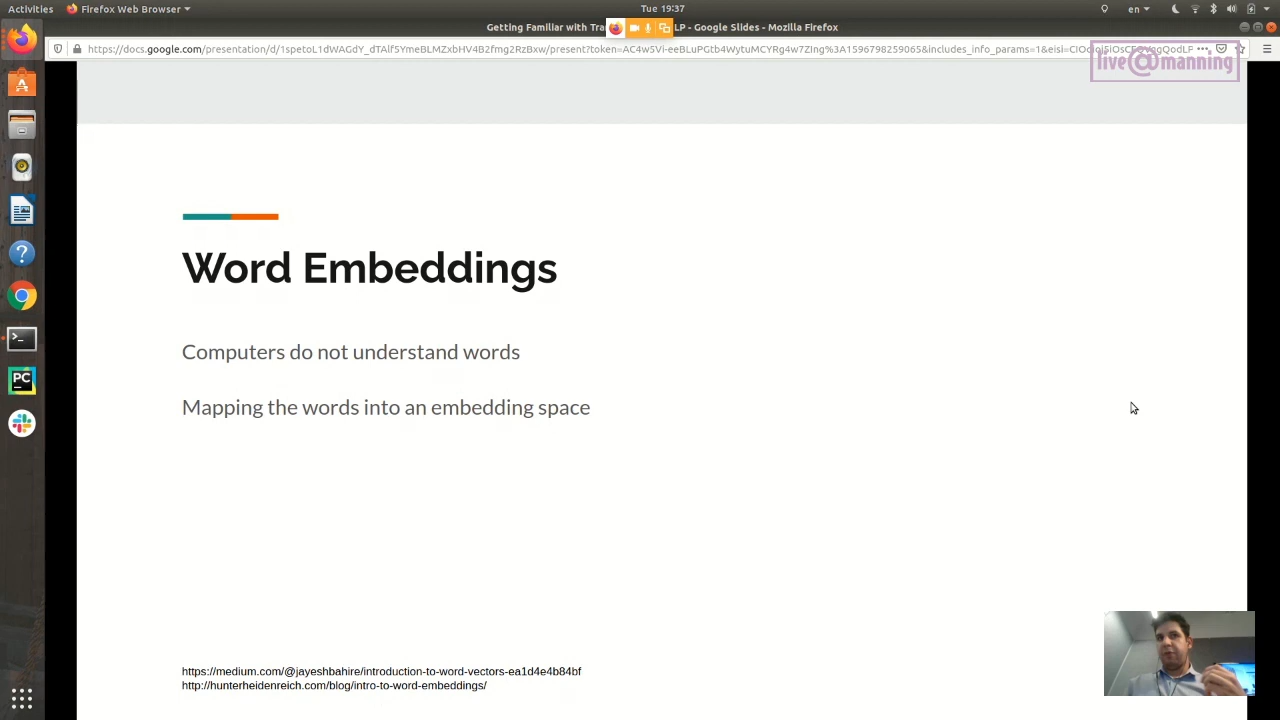 Activities
Firefox Web Browser
Tue 19:37
en
Getting Familiar with Tra
LP - Google Slides - Mozilla Firefox
live@manning
Word Embeddings
Computers do not understand words
Mapping the words into an embedding space
https://medium.com/@jayeshbahire/introduction-to-word-vectors-ea1d4e4b84bf
http://hunterheidenreich.com/blog/intro-to-word-embeddings/
PC